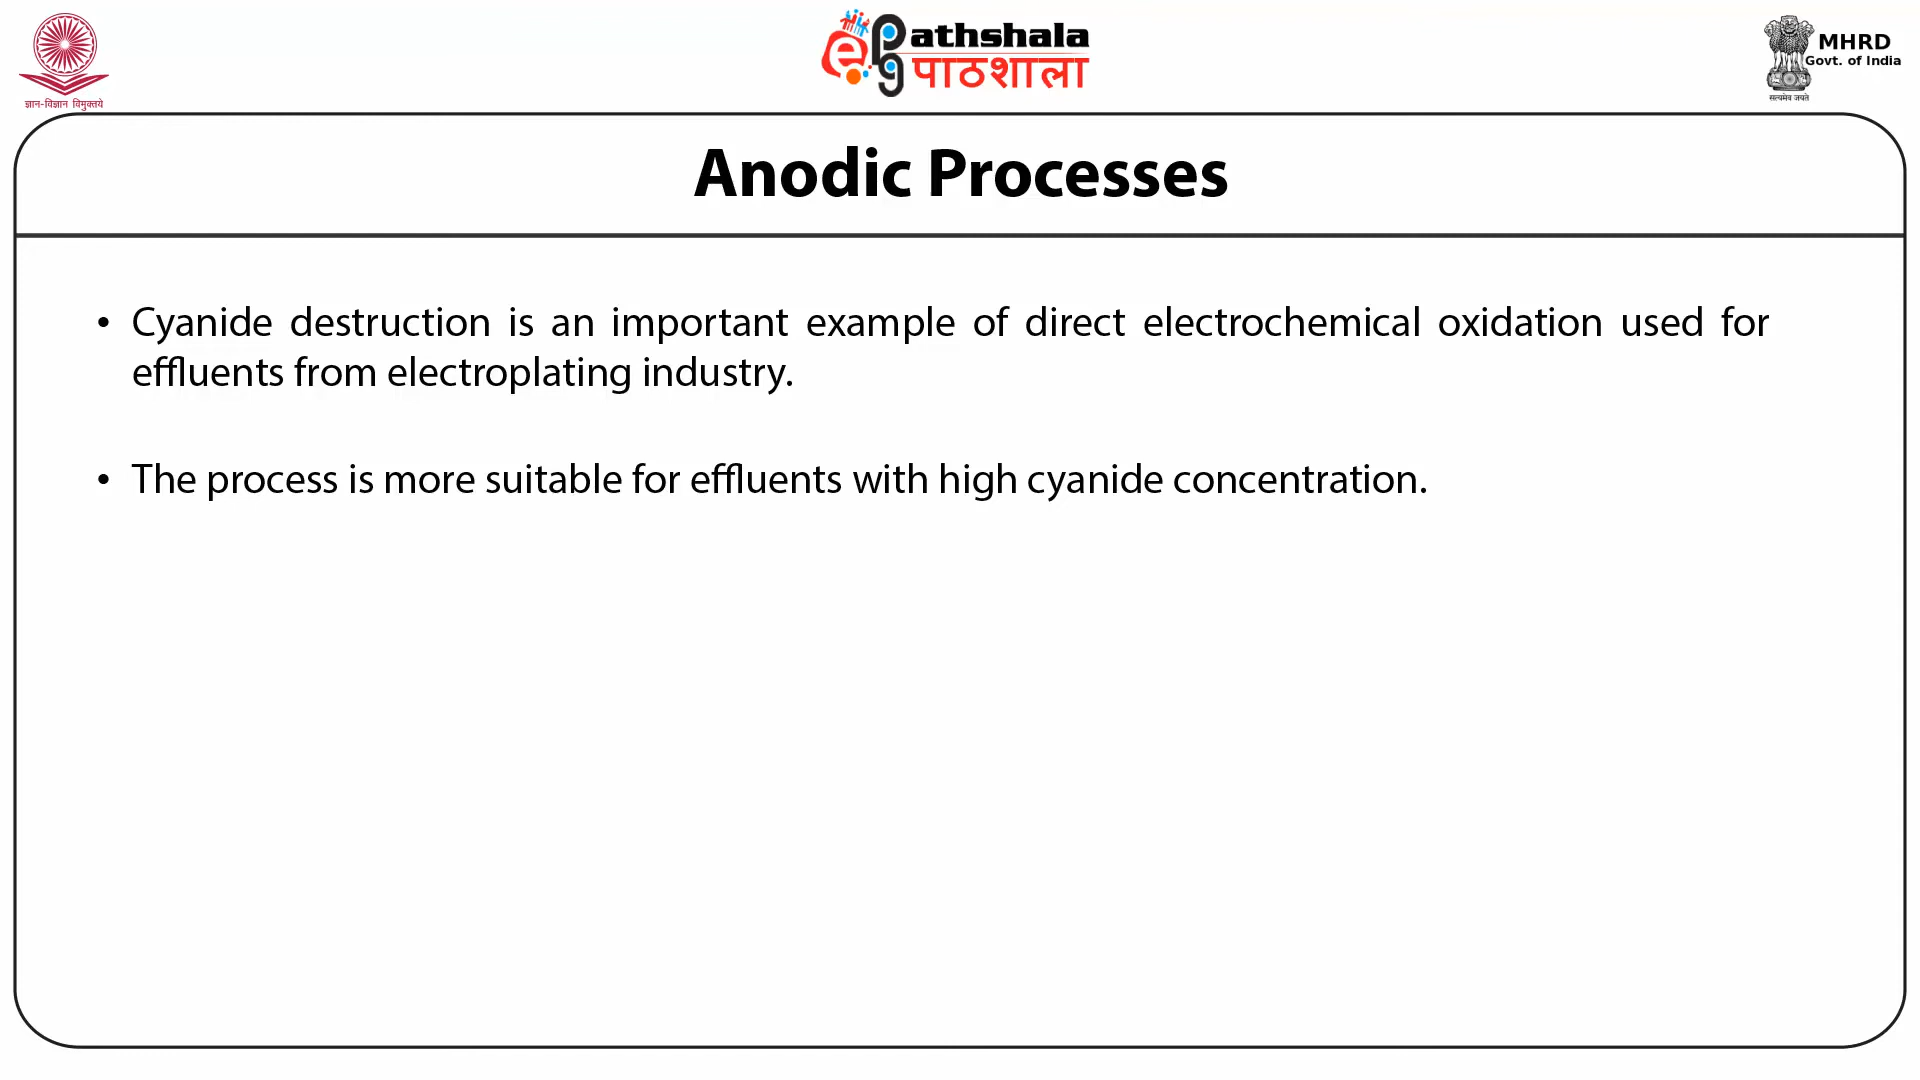 ज्ञान-विज्ञान विमुक्तये
ePg Pathshala
पाठशाला
MHRD
Govt. of India
सत्यमेव जयते
Anodic Processes
• Cyanide destruction is an important example of direct electrochemical oxidation used for
effluents from electroplating industry.
• The process is more suitable for effluents with high cyanide concentration.